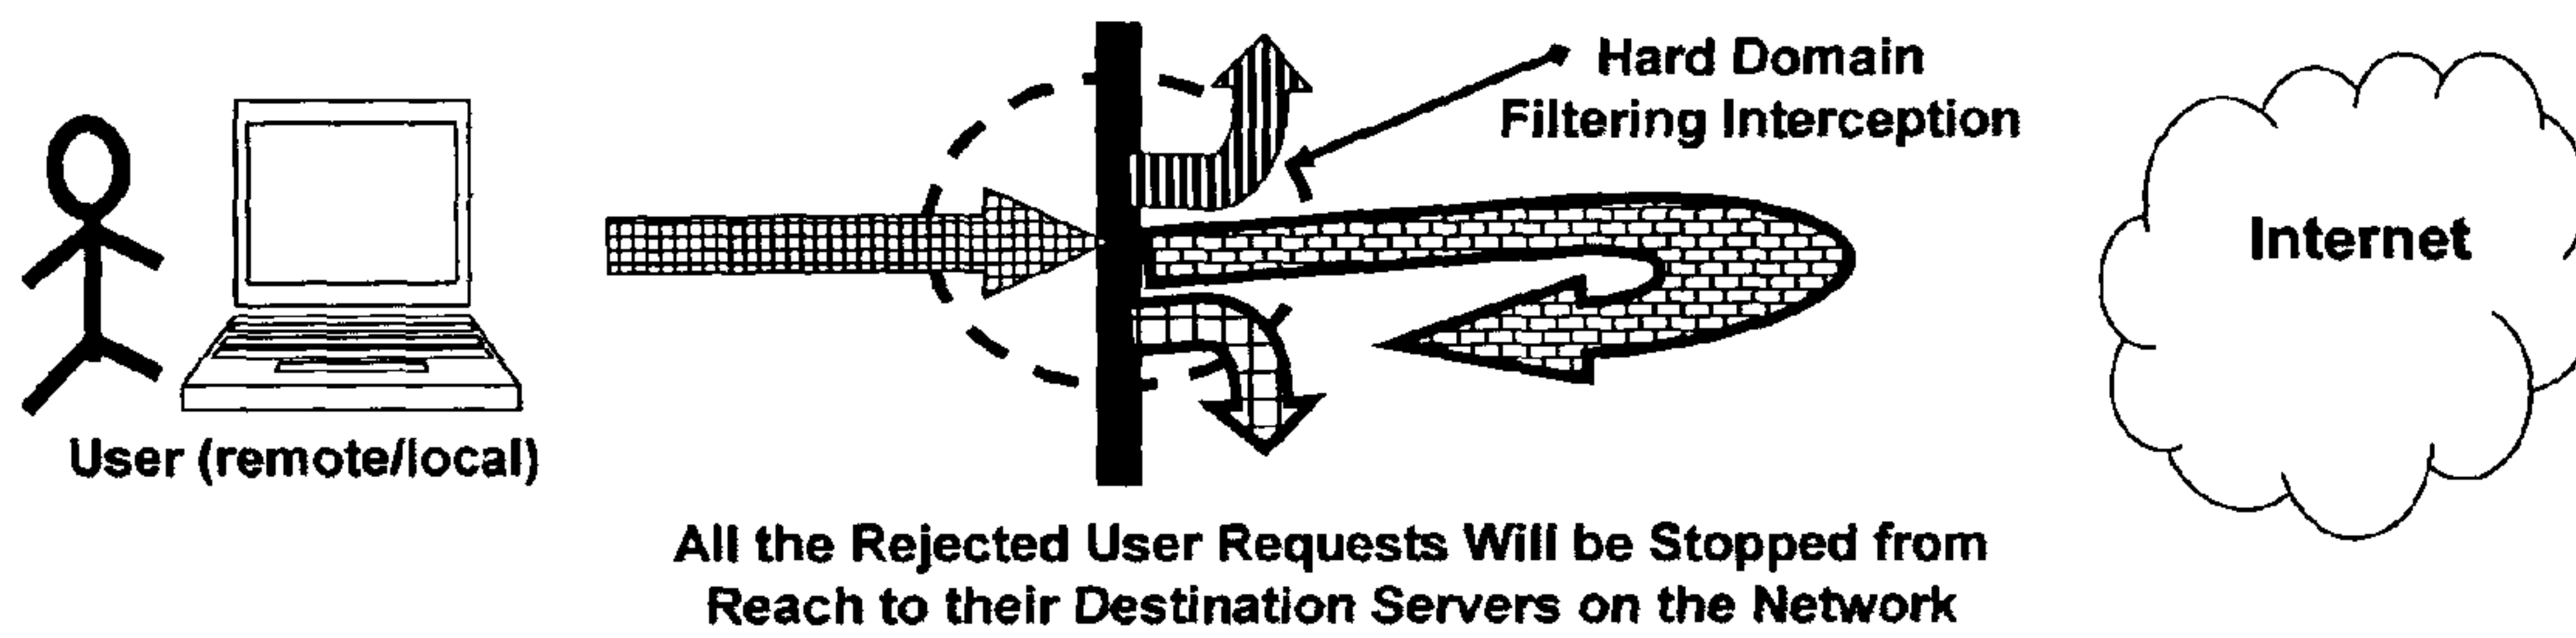 Hard Domain
Filtering Interception
Internet
User (remote/local)
All the Rejected User Requests Will be Stopped from
Reach to their Destination Servers on the Network